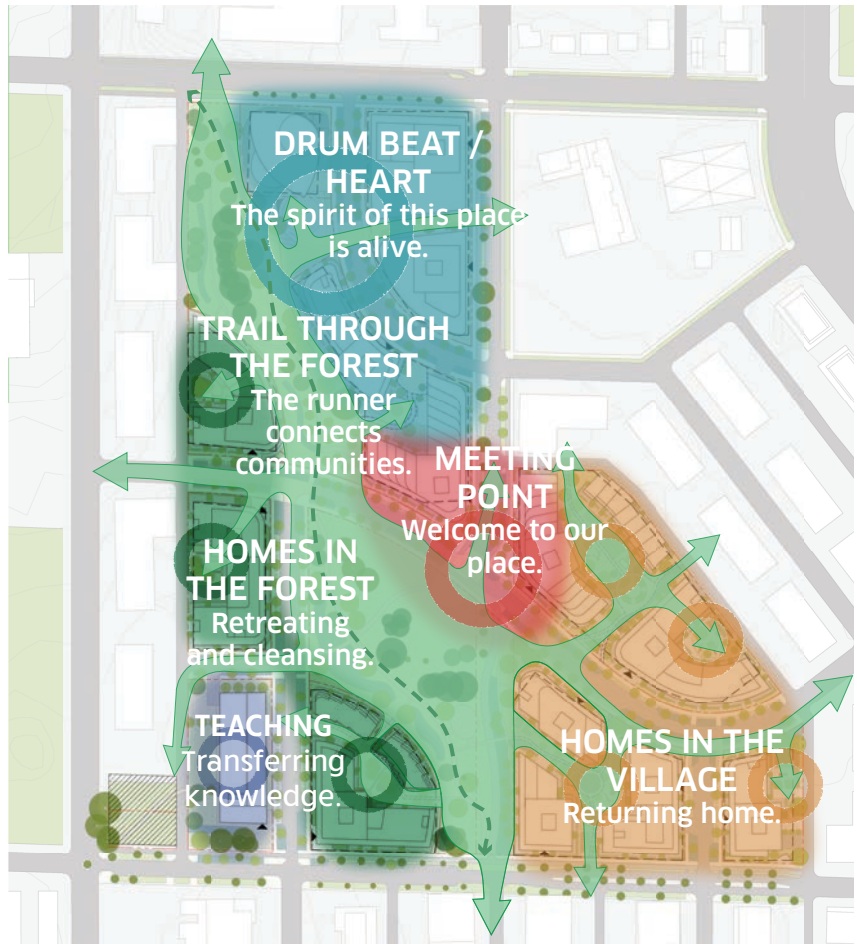 DRUM BEAT /
HEART
The spirit of this place
is alive.
TRAIL THROUGH
THE FOREST
The runner
connects
communities.
MEETING
POINT
Welcome to our
place.
HOMES IN
THE FOREST
Retreating
and cleansing.
TEACHING
Transferring
knowledge.
HOMES IN THE
VILLAGE
Returning home.